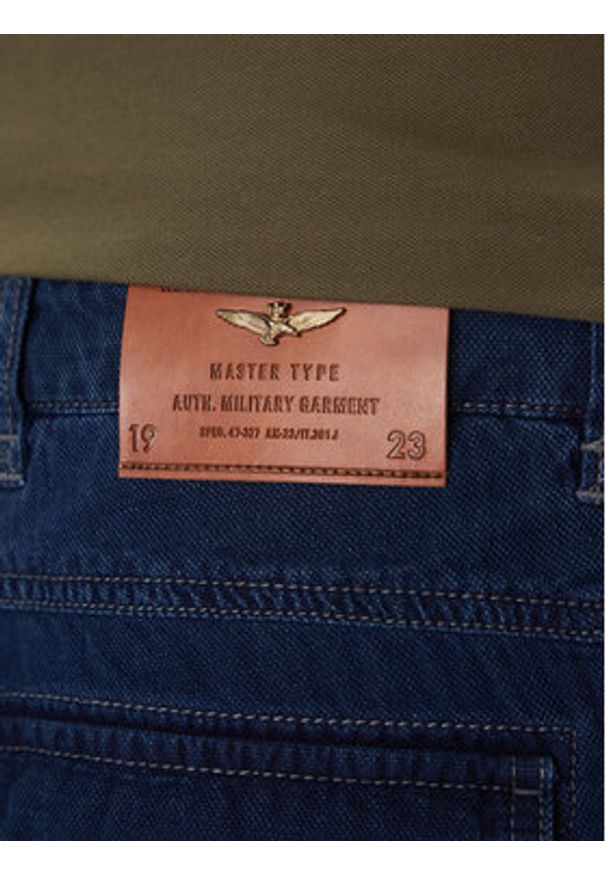 MASTER TYPE
AUTH. MILITARY GARMENT
19 23